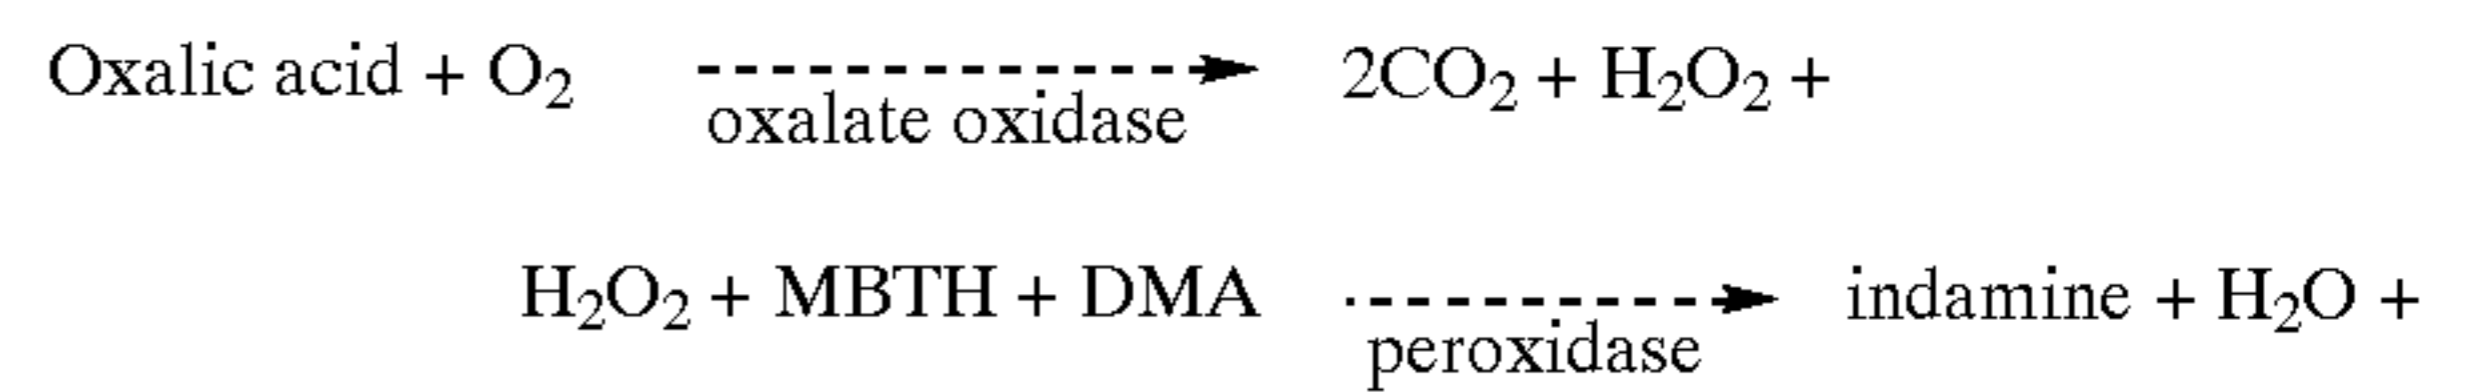 Oxalic acid + O₂ ⇢ 2CO₂ + H₂O₂ +
oxalate oxidase
H₂O₂ + MBTH + DMA ⇢ indamine + H₂O +
peroxidase